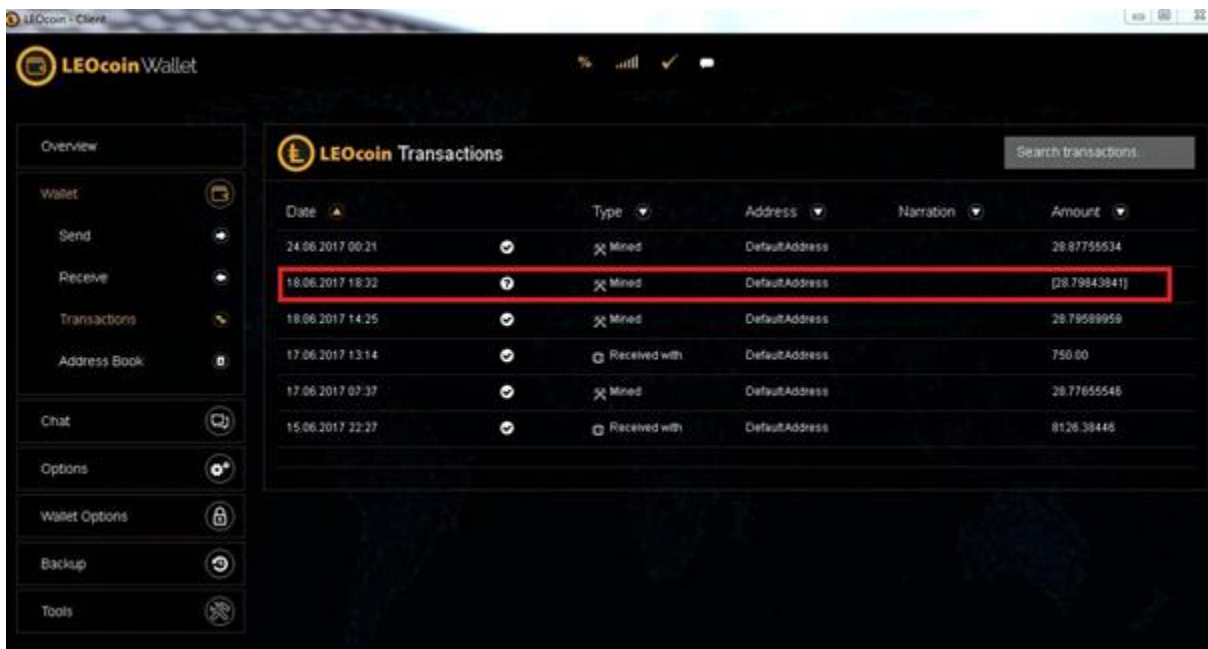 LEOcoin - Client
LEOcoin Wallet
%
Overview
Wallet
Send
Receive
Transactions
Address Book
Chat
Options
Wallet Options
Backup
Tools
LEOcoin Transactions
Search transactions..
Date Type Address Narration Amount
24.06.2017 00:21 Mined DefaultAddress 28.87755534
18.06.2017 18:32 ? Mined DefaultAddress [28.79843841]
18.06.2017 14:25 Mined DefaultAddress 28.79589959
17.06.2017 13:14 Received with DefaultAddress 750.00
17.06.2017 07:37 Mined DefaultAddress 28.77655546
15.06.2017 22:27 Received with DefaultAddress 8126.38446